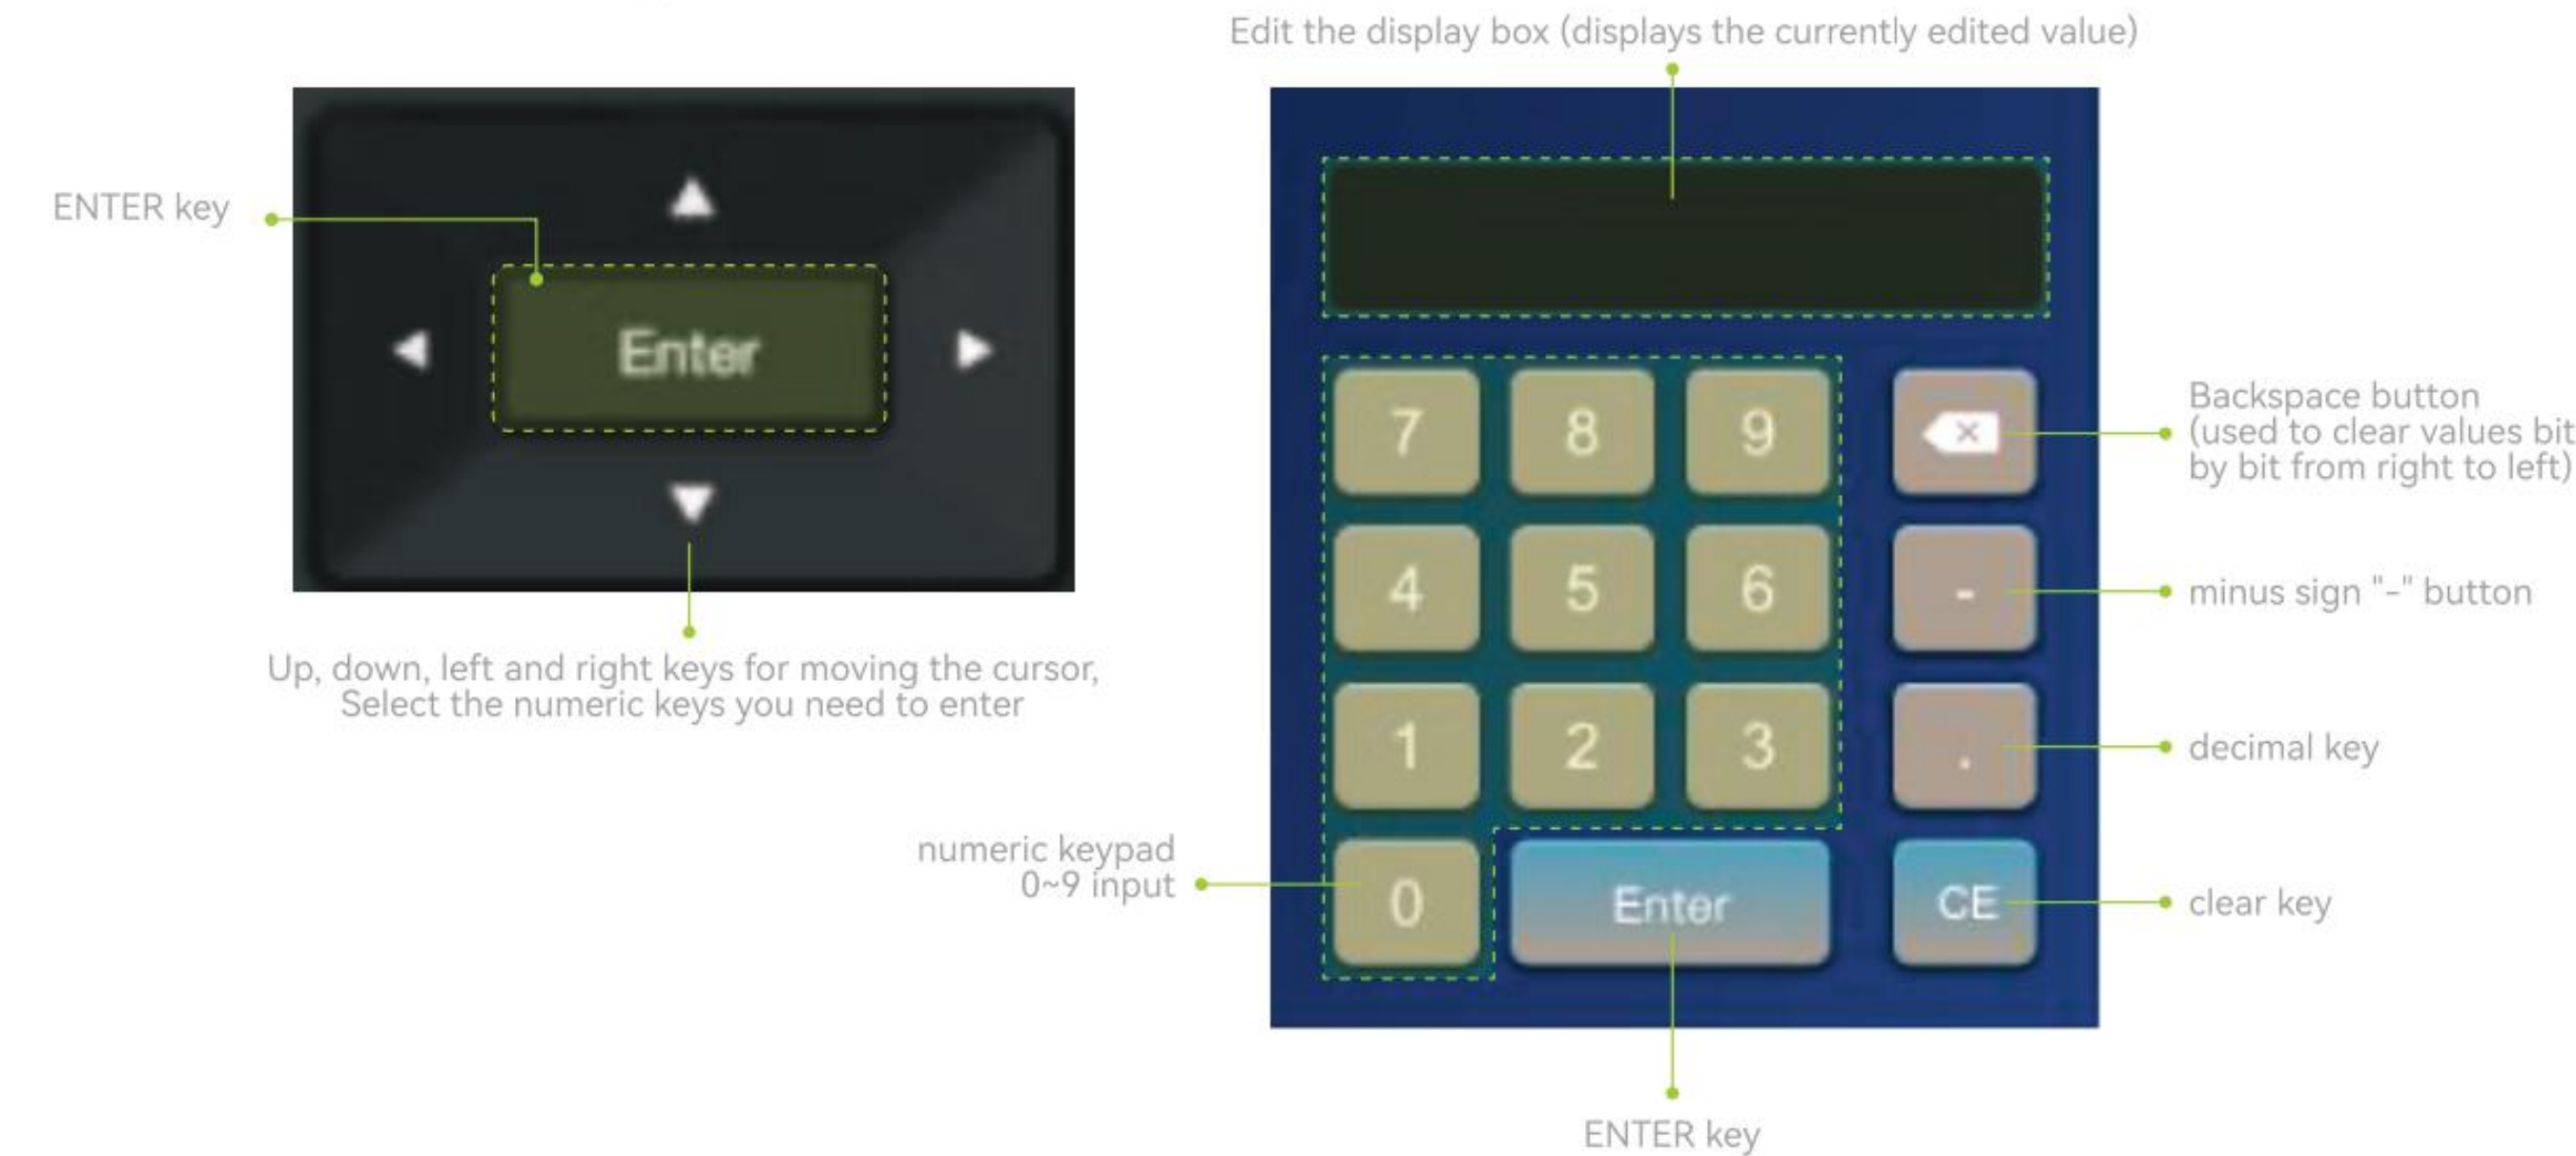 Edit the display box (displays the currently edited value)
ENTER key
Enter
Up, down, left and right keys for moving the cursor,
Select the numeric keys you need to enter
7 8 9
Backspace button
(used to clear values bit
by bit from right to left)
4 5 6 -
minus sign "-" button
1 2 3 .
decimal key
numeric keypad
0~9 input
0 Enter CE
clear key
ENTER key